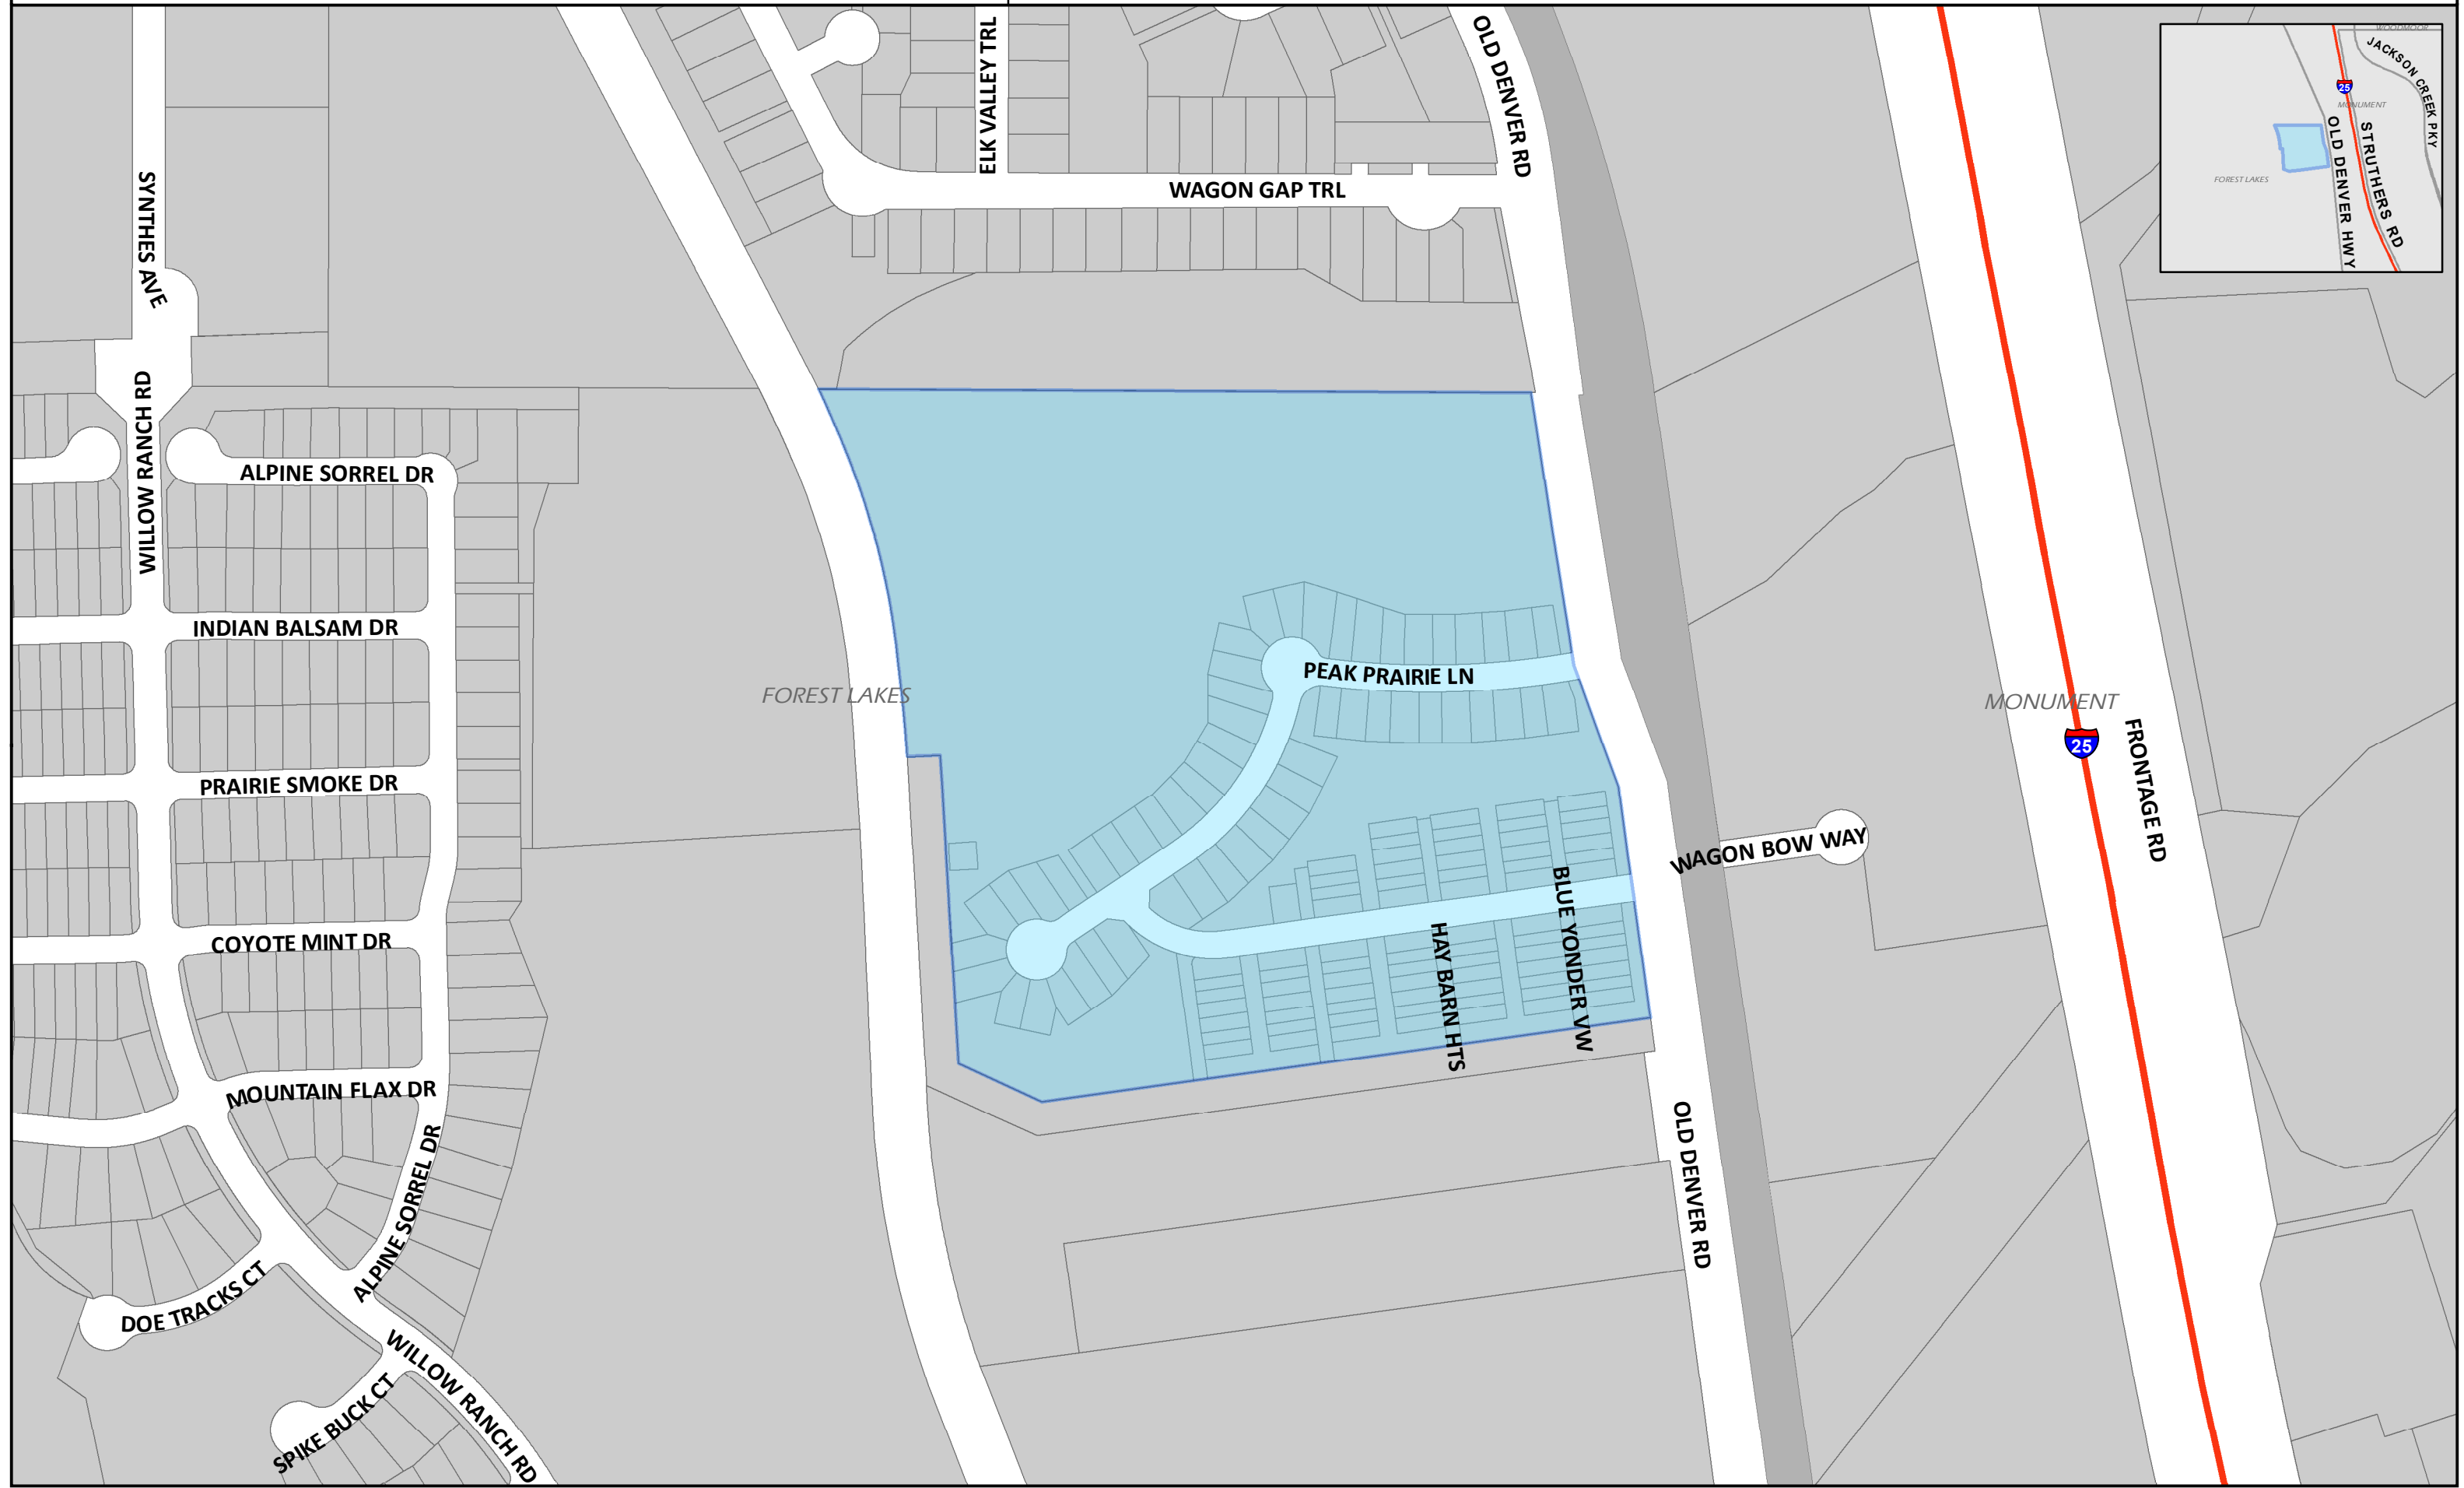 SYNTHES AVE
ELK VALLEY TRL
OLD DENVER RD
WAGON GAP TRL
WOODMOOR
JACKSON CREEK PKY
25
MONUMENT
OLD DENVER HWY
STRUTHERS RD
FOREST LAKES
WILLOW RANCH RD
ALPINE SORREL DR
INDIAN BALSAM DR
PEAK PRAIRIE LN
FOREST LAKES
MONUMENT
25
FRONTAGE RD
PRAIRIE SMOKE DR
WAGON BOW WAY
BLUE YONDER VW
HAY BARN HTS
COYOTE MINT DR
MOUNTAIN FLAX DR
ALPINE SORREL DR
OLD DENVER RD
DOE TRACKS CT
WILLOW RANCH RD
SPIKE BUCK CT